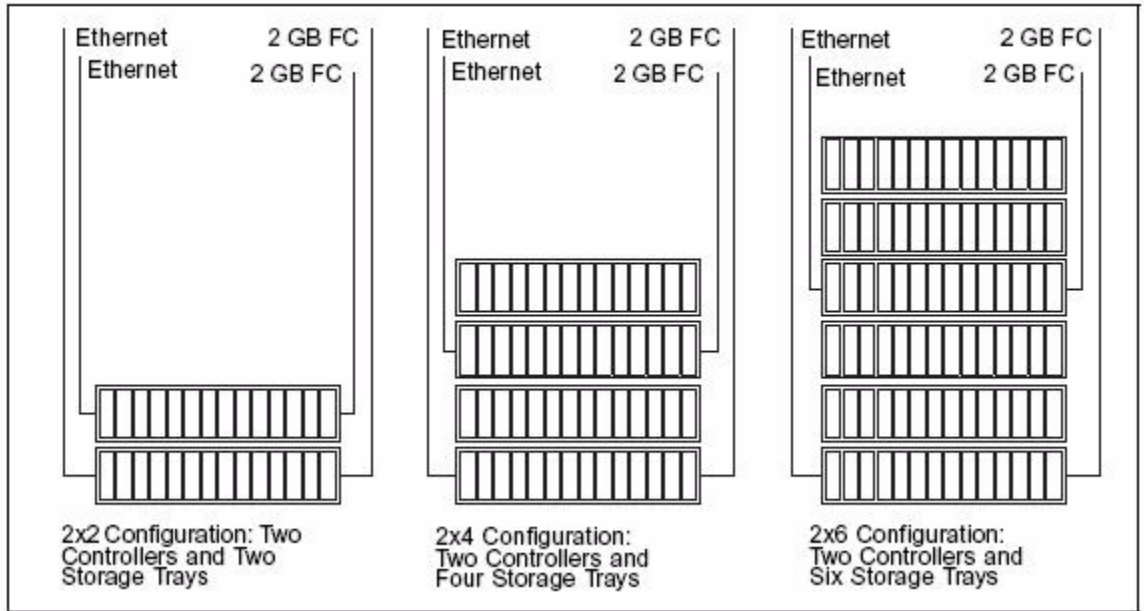 Ethernet 2 GB FC
Ethernet 2 GB FC
2x2 Configuration: Two
Controllers and Two
Storage Trays
Ethernet 2 GB FC
Ethernet 2 GB FC
2x4 Configuration:
Two Controllers and
Four Storage Trays
Ethernet 2 GB FC
Ethernet 2 GB FC
2x6 Configuration:
Two Controllers and
Six Storage Trays